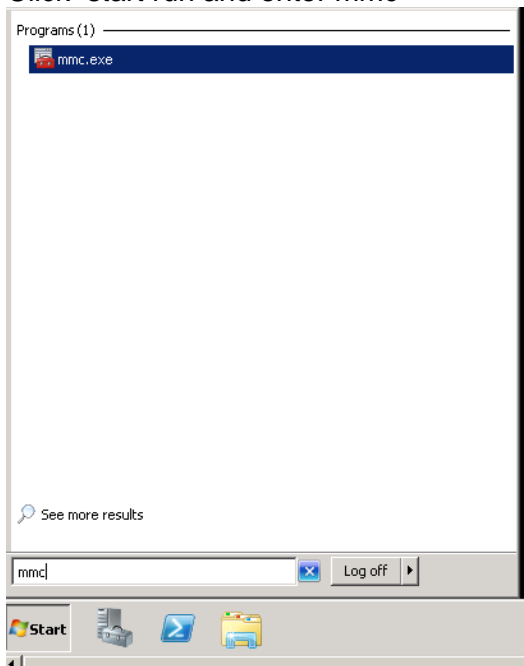 Click  start run and enter mmc
Programs (1)
mmc.exe
See more results
mmc
Log off
Start